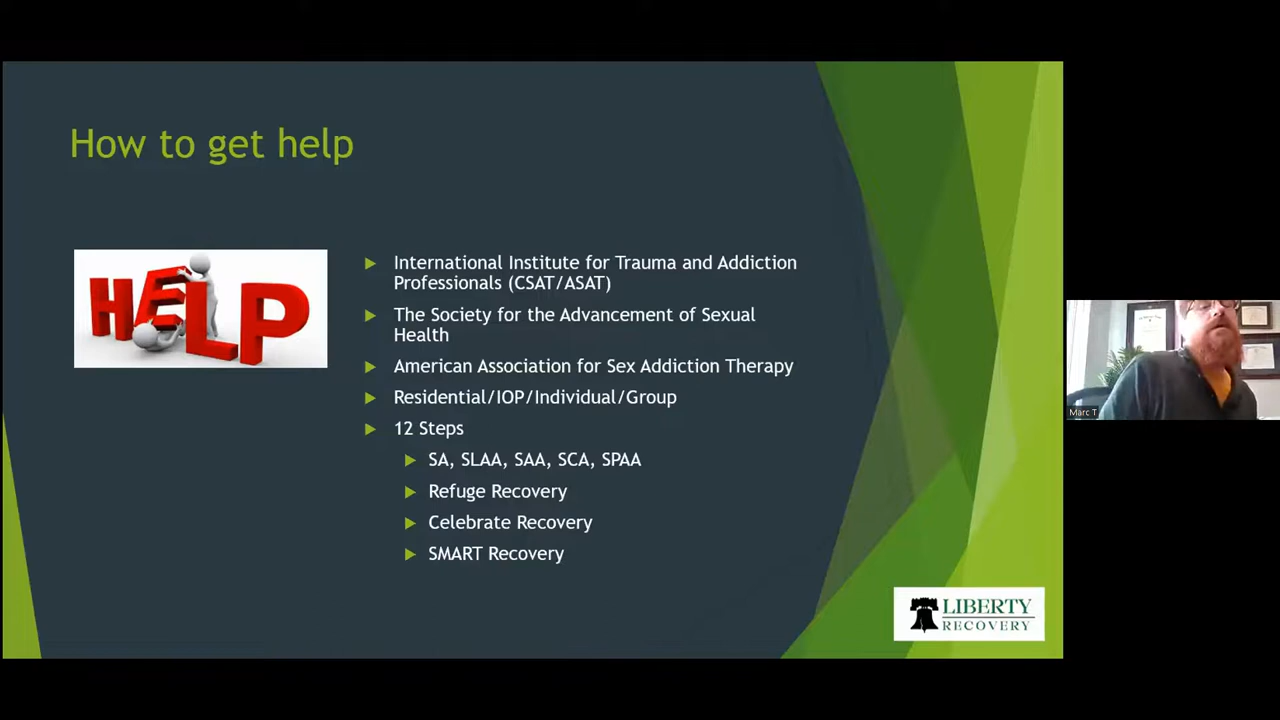 How to get help
HELP
International Institute for Trauma and Addiction
Professionals (CSAT/ASAT)
The Society for the Advancement of Sexual
Health
American Association for Sex Addiction Therapy
Residential/IOP/Individual/Group
12 Steps
SA, SLAA, SAA, SCA, SPAA
Refuge Recovery
Celebrate Recovery
SMART Recovery
LIBERTY
RECOVERY
Marc T